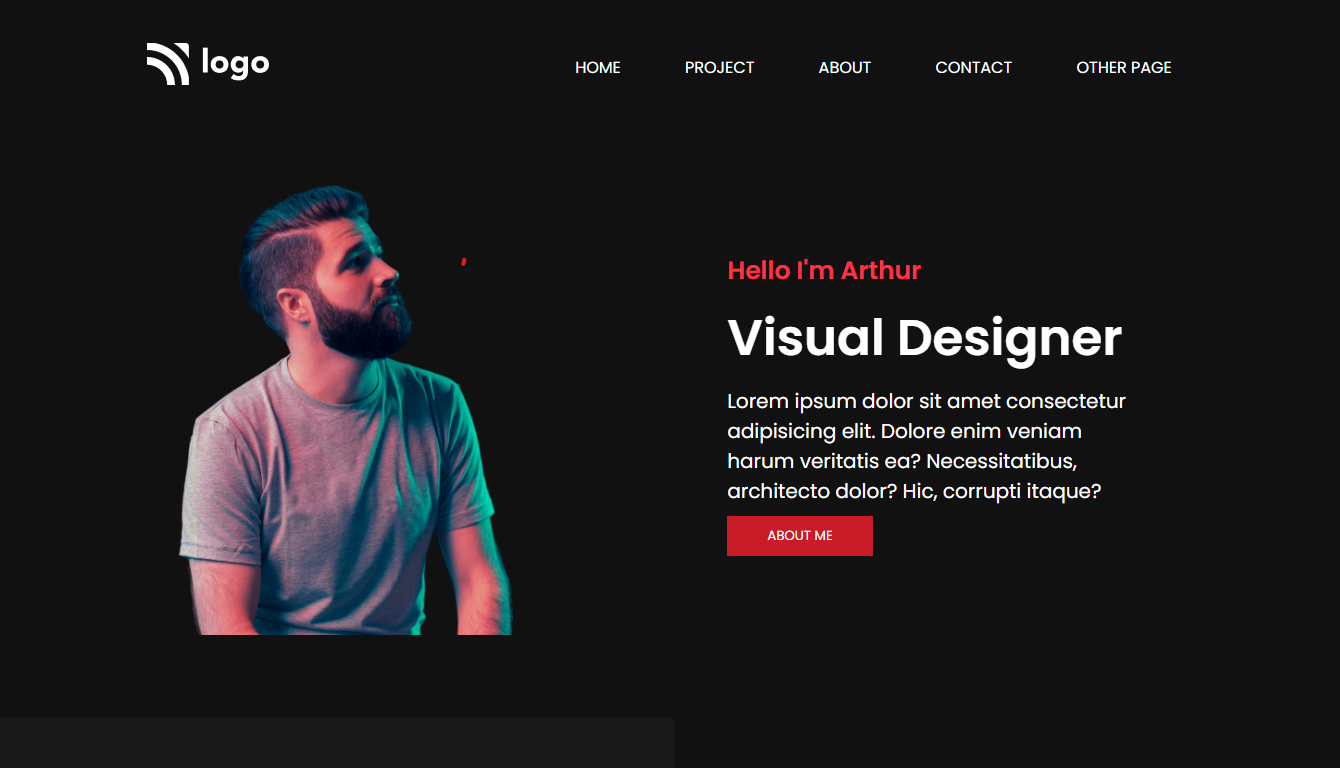 logo
HOME PROJECT ABOUT CONTACT OTHER PAGE
Hello I'm Arthur
Visual Designer
Lorem ipsum dolor sit amet consectetur
adipisicing elit. Dolore enim veniam
harum veritatis ea? Necessitatibus,
architecto dolor? Hic, corrupti itaque?
ABOUT ME